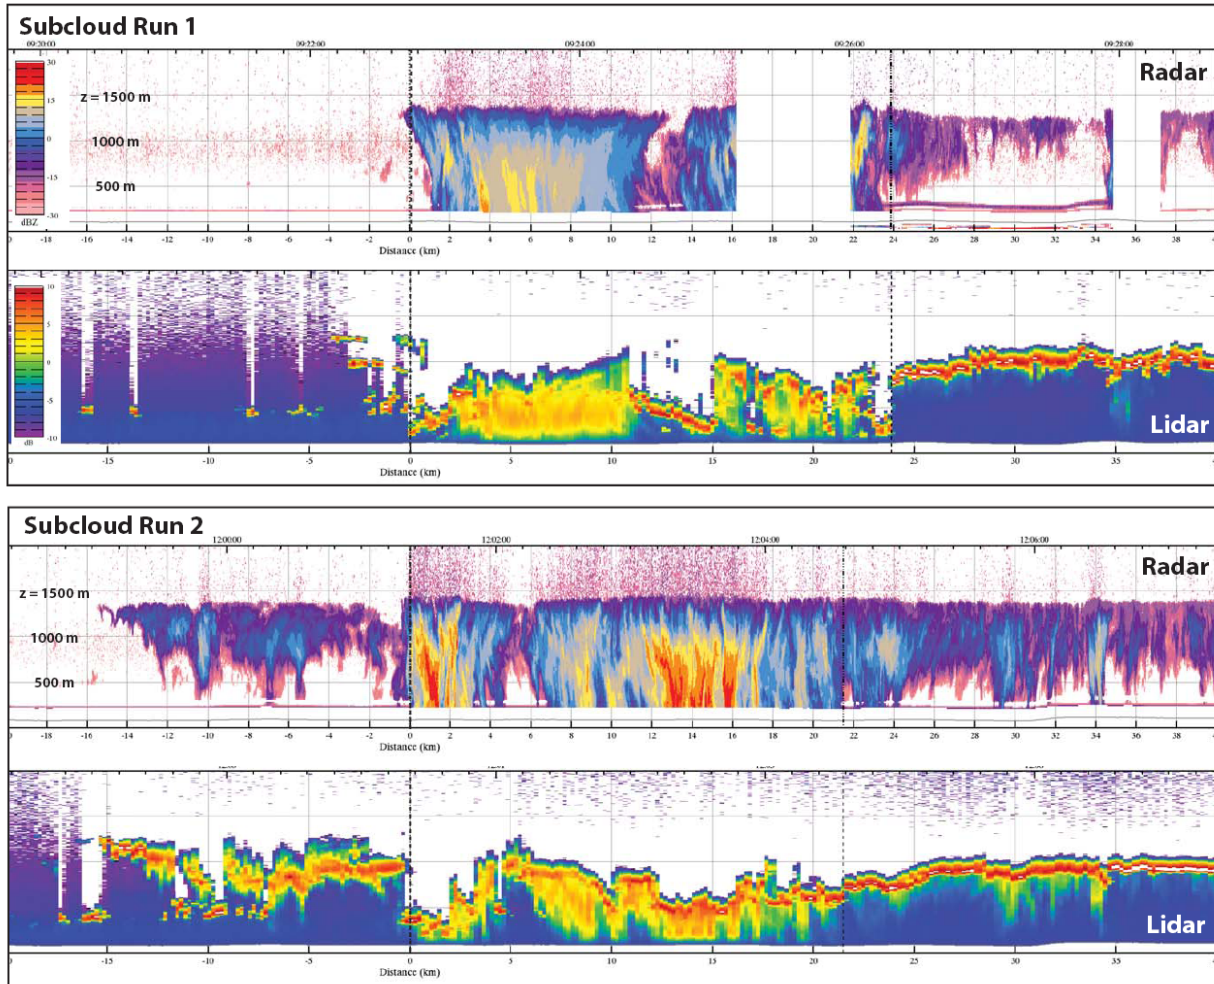 Subcloud Run 1
09:20:00 09:22:00 09:24:00 09:26:00 09:28:00
Radar
30
z = 1500 m
15
1000 m
0
-15
500 m
-30
dBZ
-18 -16 -14 -12 -10 -8 -6 -4 -2 0 2 4 6 8 10 12 14 16 22 24 26 28 30 32 34 36 38
Distance (km)
10
5
0
-5
-10
dB
Lidar
-15 -10 -5 0 5 10 15 20 25 30 35
Distance (km)
Subcloud Run 2
12:00:00 12:02:00 12:04:00 12:06:00
Radar
z = 1500 m
1000 m
500 m
-18 -16 -14 -12 -10 -8 -6 -4 -2 0 2 4 6 8 10 12 14 16 18 20 22 24 26 28 30 32 34 36 38
Distance (km)
Lidar
-15 -10 -5 0 5 10 15 20 25 30 35
Distance (km)